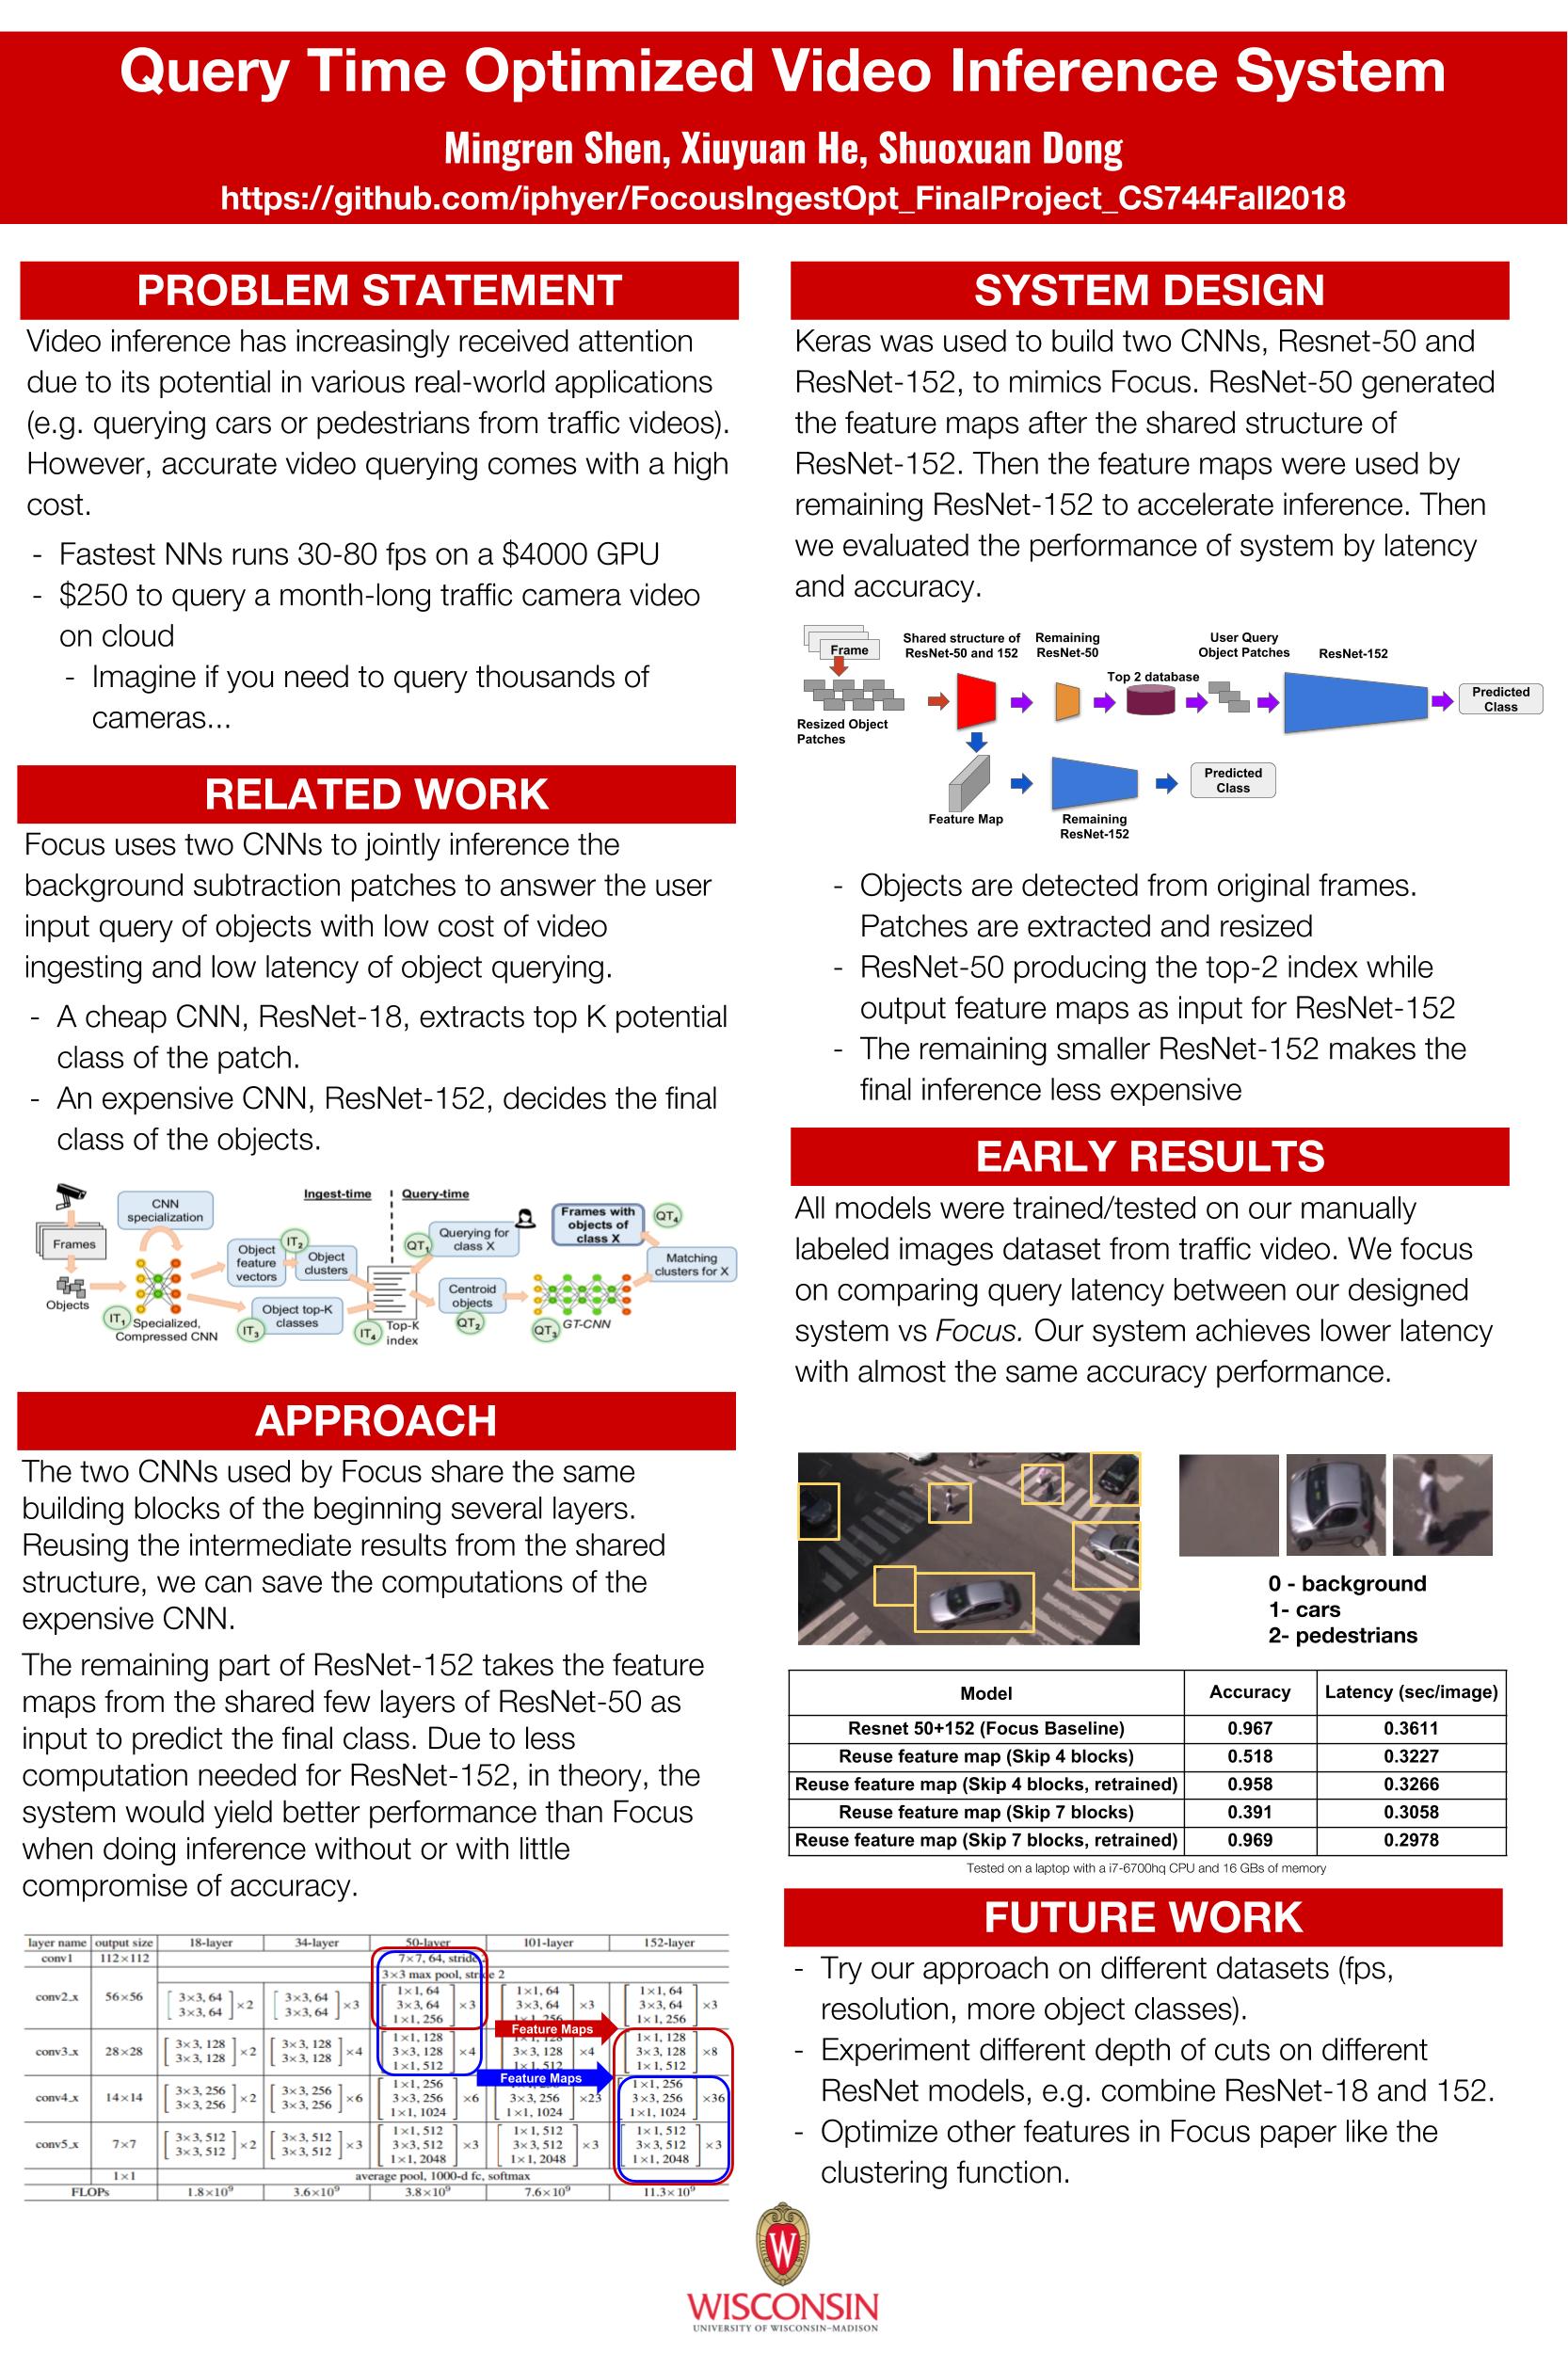 Query Time Optimized Video Inference System
Mingren Shen, Xiuyuan He, Shuoxuan Dong
https://github.com/iphyer/FocousIngestOpt_FinalProject_CS744Fall2018
PROBLEM STATEMENT
Video inference has increasingly received attention
due to its potential in various real-world applications
(e.g. querying cars or pedestrians from traffic videos).
However, accurate video querying comes with a high
cost.
- Fastest NNs runs 30-80 fps on a $4000 GPU
- $250 to query a month-long traffic camera video
on cloud
- Imagine if you need to query thousands of
cameras...
RELATED WORK
Focus uses two CNNs to jointly inference the
background subtraction patches to answer the user
input query of objects with low cost of video
ingesting and low latency of object querying.
- A cheap CNN, ResNet-18, extracts top K potential
class of the patch.
- An expensive CNN, ResNet-152, decides the final
class of the objects.
Ingest-time Query-time
CNN
specialization
Frames
Objects
IT1 Specialized,
Compressed CNN
Object
feature
vectors
IT2
Object
clusters
Object top-K
classes
IT3
IT4
Top-K
index
QT1
Querying for
class X
Centroid
objects
QT2
QT3 GT-CNN
Frames with
objects of
class X
QT4
Matching
clusters for X
APPROACH
The two CNNs used by Focus share the same
building blocks of the beginning several layers.
Reusing the intermediate results from the shared
structure, we can save the computations of the
expensive CNN.
The remaining part of ResNet-152 takes the feature
maps from the shared few layers of ResNet-50 as
input to predict the final class. Due to less
computation needed for ResNet-152, in theory, the
system would yield better performance than Focus
when doing inference without or with little
compromise of accuracy.
layer name output size 18-layer 34-layer 50-layer 101-layer 152-layer
conv1 112×112 7×7, 64, stride
3×3 max pool, stride 2
conv2_x 56×56 [3×3, 64 3×3, 64]×2 [3×3, 64 3×3, 64]×3 [1×1, 64 3×3, 64 1×1, 256]×3 [1×1, 64 3×3, 64 1×1, 256]×3 [1×1, 64 3×3, 64 1×1, 256]×3
Feature Maps
conv3_x 28×28 [3×3, 128 3×3, 128]×2 [3×3, 128 3×3, 128]×4 [1×1, 128 3×3, 128 1×1, 512]×4 [1×1, 128 3×3, 128 1×1, 512]×4 [1×1, 128 3×3, 128 1×1, 512]×8
Feature Maps
conv4_x 14×14 [3×3, 256 3×3, 256]×2 [3×3, 256 3×3, 256]×6 [1×1, 256 3×3, 256 1×1, 1024]×6 [3×3, 256 1×1, 1024]×23 [1×1, 256 3×3, 256 1×1, 1024]×36
conv5_x 7×7 [3×3, 512 3×3, 512]×2 [3×3, 512 3×3, 512]×3 [1×1, 512 3×3, 512 1×1, 2048]×3 [1×1, 512 3×3, 512 1×1, 2048]×3 [1×1, 512 3×3, 512 1×1, 2048]×3
1×1 average pool, 1000-d fc, softmax
FLOPs 1.8×10⁹ 3.6×10⁹ 3.8×10⁹ 7.6×10⁹ 11.3×10⁹
SYSTEM DESIGN
Keras was used to build two CNNs, Resnet-50 and
ResNet-152, to mimics Focus. ResNet-50 generated
the feature maps after the shared structure of
ResNet-152. Then the feature maps were used by
remaining ResNet-152 to accelerate inference. Then
we evaluated the performance of system by latency
and accuracy.
Frame
Resized Object
Patches
Shared structure of
ResNet-50 and 152
Remaining
ResNet-50
Top 2 database
User Query
Object Patches
ResNet-152
Predicted
Class
Feature Map
Remaining
ResNet-152
Predicted
Class
- Objects are detected from original frames.
Patches are extracted and resized
- ResNet-50 producing the top-2 index while
output feature maps as input for ResNet-152
- The remaining smaller ResNet-152 makes the
final inference less expensive
EARLY RESULTS
All models were trained/tested on our manually
labeled images dataset from traffic video. We focus
on comparing query latency between our designed
system vs Focus. Our system achieves lower latency
with almost the same accuracy performance.
0 - background
1- cars
2- pedestrians
Model Accuracy Latency (sec/image)
Resnet 50+152 (Focus Baseline) 0.967 0.3611
Reuse feature map (Skip 4 blocks) 0.518 0.3227
Reuse feature map (Skip 4 blocks, retrained) 0.958 0.3266
Reuse feature map (Skip 7 blocks) 0.391 0.3058
Reuse feature map (Skip 7 blocks, retrained) 0.969 0.2978
Tested on a laptop with a i7-6700hq CPU and 16 GBs of memory
FUTURE WORK
- Try our approach on different datasets (fps,
resolution, more object classes).
- Experiment different depth of cuts on different
ResNet models, e.g. combine ResNet-18 and 152.
- Optimize other features in Focus paper like the
clustering function.
W
WISCONSIN
UNIVERSITY OF WISCONSIN–MADISON